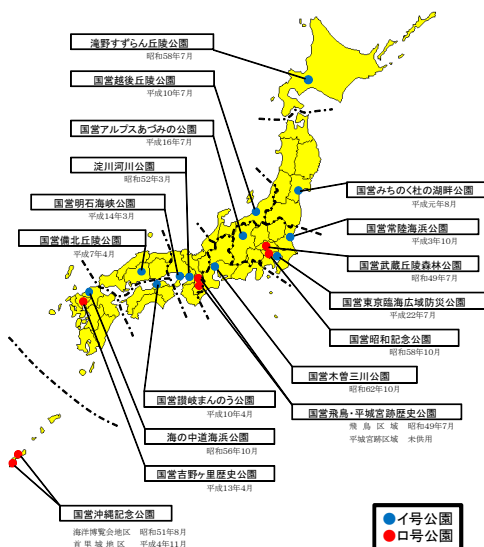 滝野すずらん丘陵公園
昭和58年7月
国営越後丘陵公園
平成10年7月
国営アルプスあづみの公園
平成16年7月
淀川河川公園
昭和52年3月
国営明石海峡公園
平成14年3月
国営備北丘陵公園
平成7年4月
国営みちのく杜の湖畔公園
平成元年8月
国営常陸海浜公園
平成3年10月
国営武蔵丘陵森林公園
昭和49年7月
国営東京臨海広域防災公園
平成22年7月
国営昭和記念公園
昭和58年10月
国営木曽三川公園
昭和62年10月
国営飛鳥・平城宮跡歴史公園
飛鳥区域 昭和49年7月
平城宮跡区域 未供用
国営讃岐まんのう公園
平成10年4月
海の中道海浜公園
昭和56年10月
国営吉野ヶ里歴史公園
平成13年4月
国営沖縄記念公園
海洋博覧会地区 昭和51年8月
首里城地区 平成4年11月
イ号公園
ロ号公園